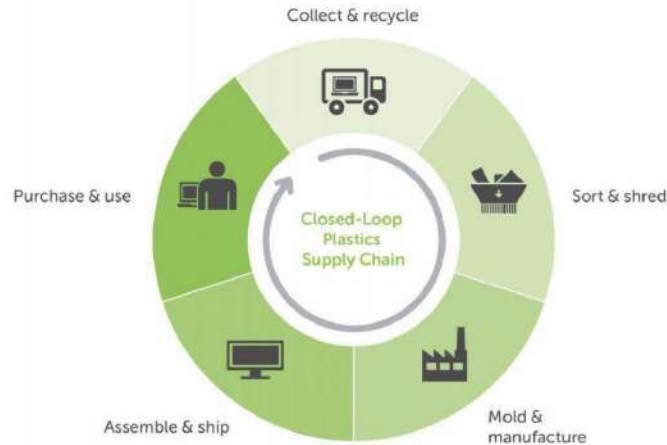 Collect & recycle
Purchase & use
Sort & shred
Closed-Loop
Plastics
Supply Chain
Assemble & ship
Mold &
manufacture